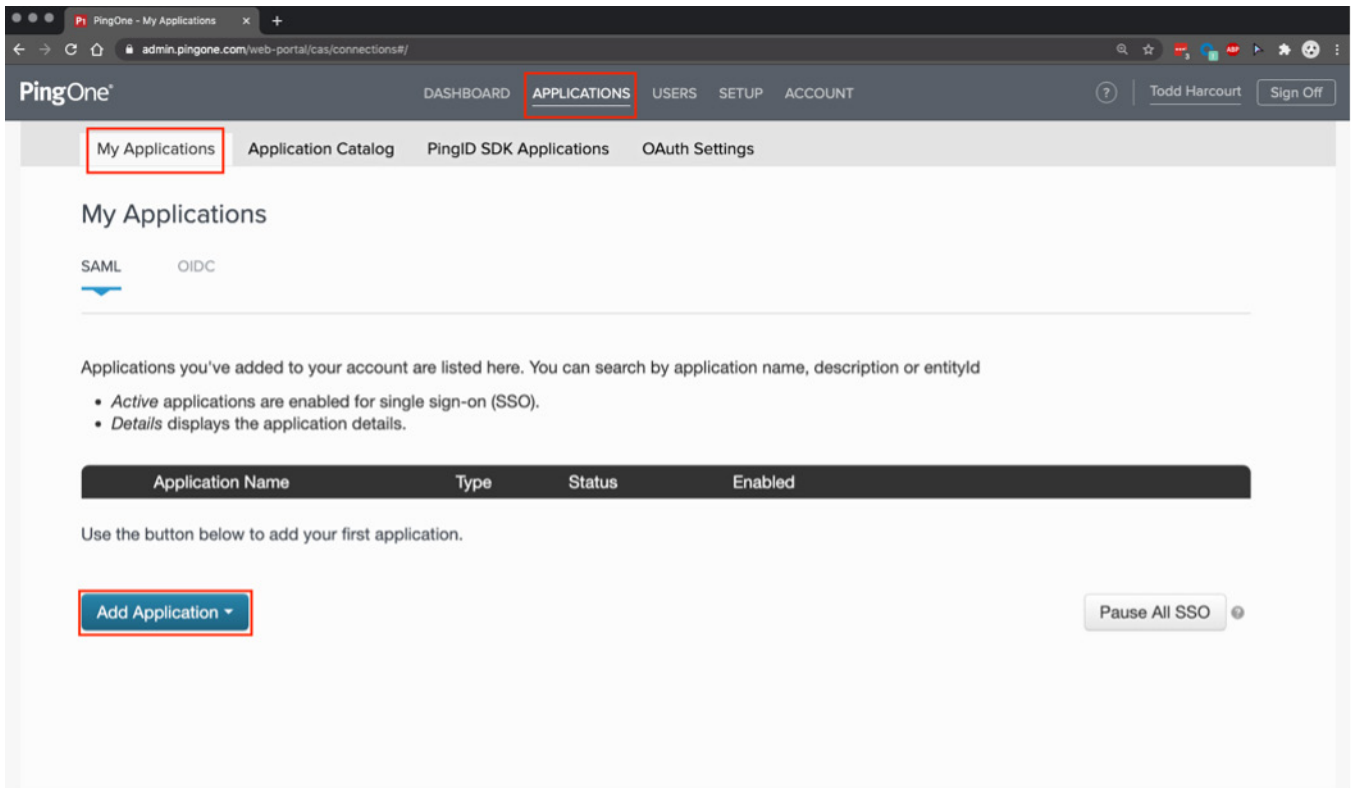 P1 PingOne - My Applications × +
admin.pingone.com/web-portal/cas/connections#/
PingOne® DASHBOARD APPLICATIONS USERS SETUP ACCOUNT ? Todd Harcourt Sign Off
My Applications Application Catalog PingID SDK Applications OAuth Settings
My Applications
SAML OIDC
Applications you've added to your account are listed here. You can search by application name, description or entityId
• Active applications are enabled for single sign-on (SSO).
• Details displays the application details.
Application Name Type Status Enabled
Use the button below to add your first application.
Add Application Pause All SSO ?